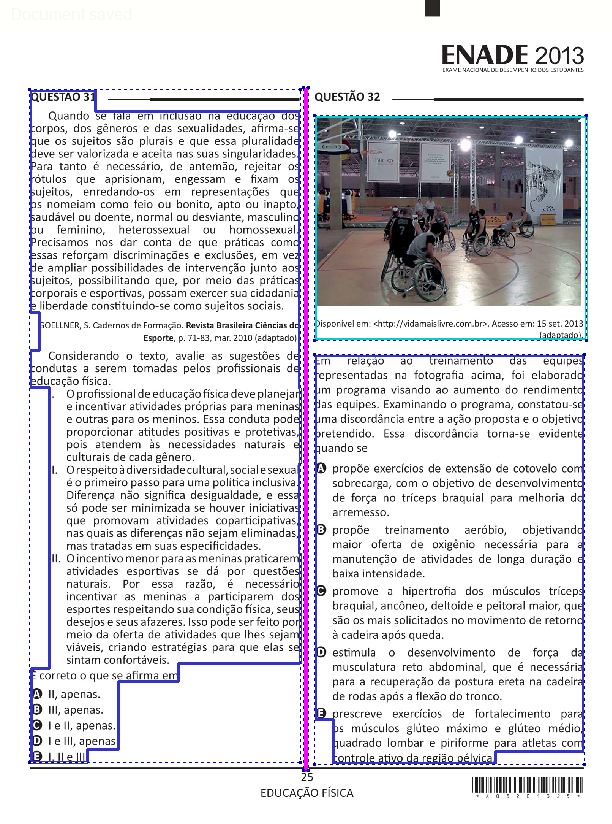 Document saved
ENADE 2013
EXAME NACIONAL DE DESEMPENHO DOS ESTUDANTES
QUESTÃO 31
Quando se fala em inclusão na educação dos
corpos, dos gêneros e das sexualidades, afirma-se
que os sujeitos são plurais e que essa pluralidade
deve ser valorizada e aceita nas suas singularidades.
Para tanto é necessário, de antemão, rejeitar os
rótulos que aprisionam, engessam e fixam os
sujeitos, enredando-os em representações que
os nomeiam como feio ou bonito, apto ou inapto,
saudável ou doente, normal ou desviante, masculino
ou feminino, heterossexual ou homossexual.
Precisamos nos dar conta de que práticas como
essas reforçam discriminações e exclusões, em vez
de ampliar possibilidades de intervenção junto aos
sujeitos, possibilitando que, por meio das práticas
corporais e esportivas, possam exercer sua cidadania
e liberdade constituindo-se como sujeitos sociais.
GOELLNER, S. Cadernos de Formação. Revista Brasileira Ciências do
Esporte, p. 71-83, mar. 2010 (adaptado)
Considerando o texto, avalie as sugestões de
condutas a serem tomadas pelos profissionais de
educação física.
I. O profissional de educação física deve planejar
e incentivar atividades próprias para meninas
e outras para os meninos. Essa conduta pode
proporcionar atitudes positivas e protetivas,
pois atendem às necessidades naturais e
culturais de cada gênero.
II. O respeito à diversidade cultural, social e sexual
é o primeiro passo para uma política inclusiva.
Diferença não significa desigualdade, e essa
só pode ser minimizada se houver iniciativas
que promovam atividades coparticipativas,
nas quais as diferenças não sejam eliminadas,
mas tratadas em suas especificidades.
III. O incentivo menor para as meninas praticarem
atividades esportivas se dá por questões
naturais. Por essa razão, é necessário
incentivar as meninas a participarem dos
esportes respeitando sua condição física, seus
desejos e seus afazeres. Isso pode ser feito por
meio da oferta de atividades que lhes sejam
viáveis, criando estratégias para que elas se
sintam confortáveis.
É correto o que se afirma em
A II, apenas.
B III, apenas.
C I e II, apenas.
D I e III, apenas
E I, II e III
QUESTÃO 32
Disponível em: <http://vidamaislivre.com.br>. Acesso em: 15 set. 2013
(adaptado).
Em relação ao treinamento das equipes
representadas na fotografia acima, foi elaborado
um programa visando ao aumento do rendimento
das equipes. Examinando o programa, constatou-se
uma discordância entre a ação proposta e o objetivo
pretendido. Essa discordância torna-se evidente
quando se
A propõe exercícios de extensão de cotovelo com
sobrecarga, com o objetivo de desenvolvimento
de força no tríceps braquial para melhoria do
arremesso.
B propõe treinamento aeróbio, objetivando
maior oferta de oxigênio necessária para a
manutenção de atividades de longa duração e
baixa intensidade.
C promove a hipertrofia dos músculos tríceps
braquial, ancôneo, deltoide e peitoral maior, que
são os mais solicitados no movimento de retorno
à cadeira após queda.
D estimula o desenvolvimento de força da
musculatura reto abdominal, que é necessária
para a recuperação da postura ereta na cadeira
de rodas após a flexão do tronco.
E prescreve exercícios de fortalecimento para
os músculos glúteo máximo e glúteo médio,
quadrado lombar e piriforme para atletas com
controle ativo da região pélvica.
25
EDUCAÇÃO FÍSICA